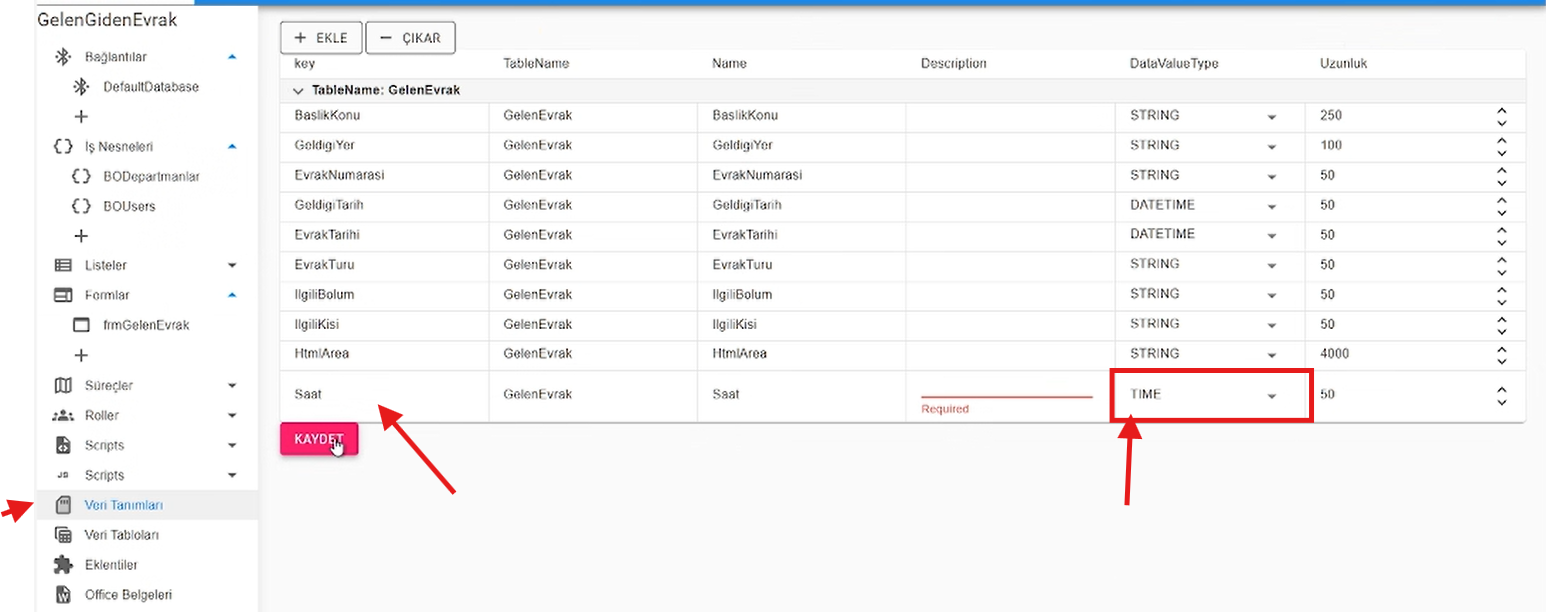 GelenGidenEvrak
Bağlantılar
DefaultDatabase
+
İş Nesneleri
BODepartmanlar
BOUsers
+
Listeler
Formlar
frmGelenEvrak
+
Süreçler
Roller
Scripts
JS Scripts
Veri Tanımları
Veri Tabloları
Eklentiler
Office Belgeleri
+ EKLE − ÇIKAR
key TableName Name Description DataValueType Uzunluk
TableName: GelenEvrak
BaslikKonu GelenEvrak BaslikKonu STRING 250
GeldigiYer GelenEvrak GeldigiYer STRING 100
EvrakNumarasi GelenEvrak EvrakNumarasi STRING 50
GeldigiTarih GelenEvrak GeldigiTarih DATETIME 50
EvrakTarihi GelenEvrak EvrakTarihi DATETIME 50
EvrakTuru GelenEvrak EvrakTuru STRING 50
IlgiliBolum GelenEvrak IlgiliBolum STRING 50
IlgiliKisi GelenEvrak IlgiliKisi STRING 50
HtmlArea GelenEvrak HtmlArea STRING 4000
Saat GelenEvrak Saat TIME 50
Required
KAYDET